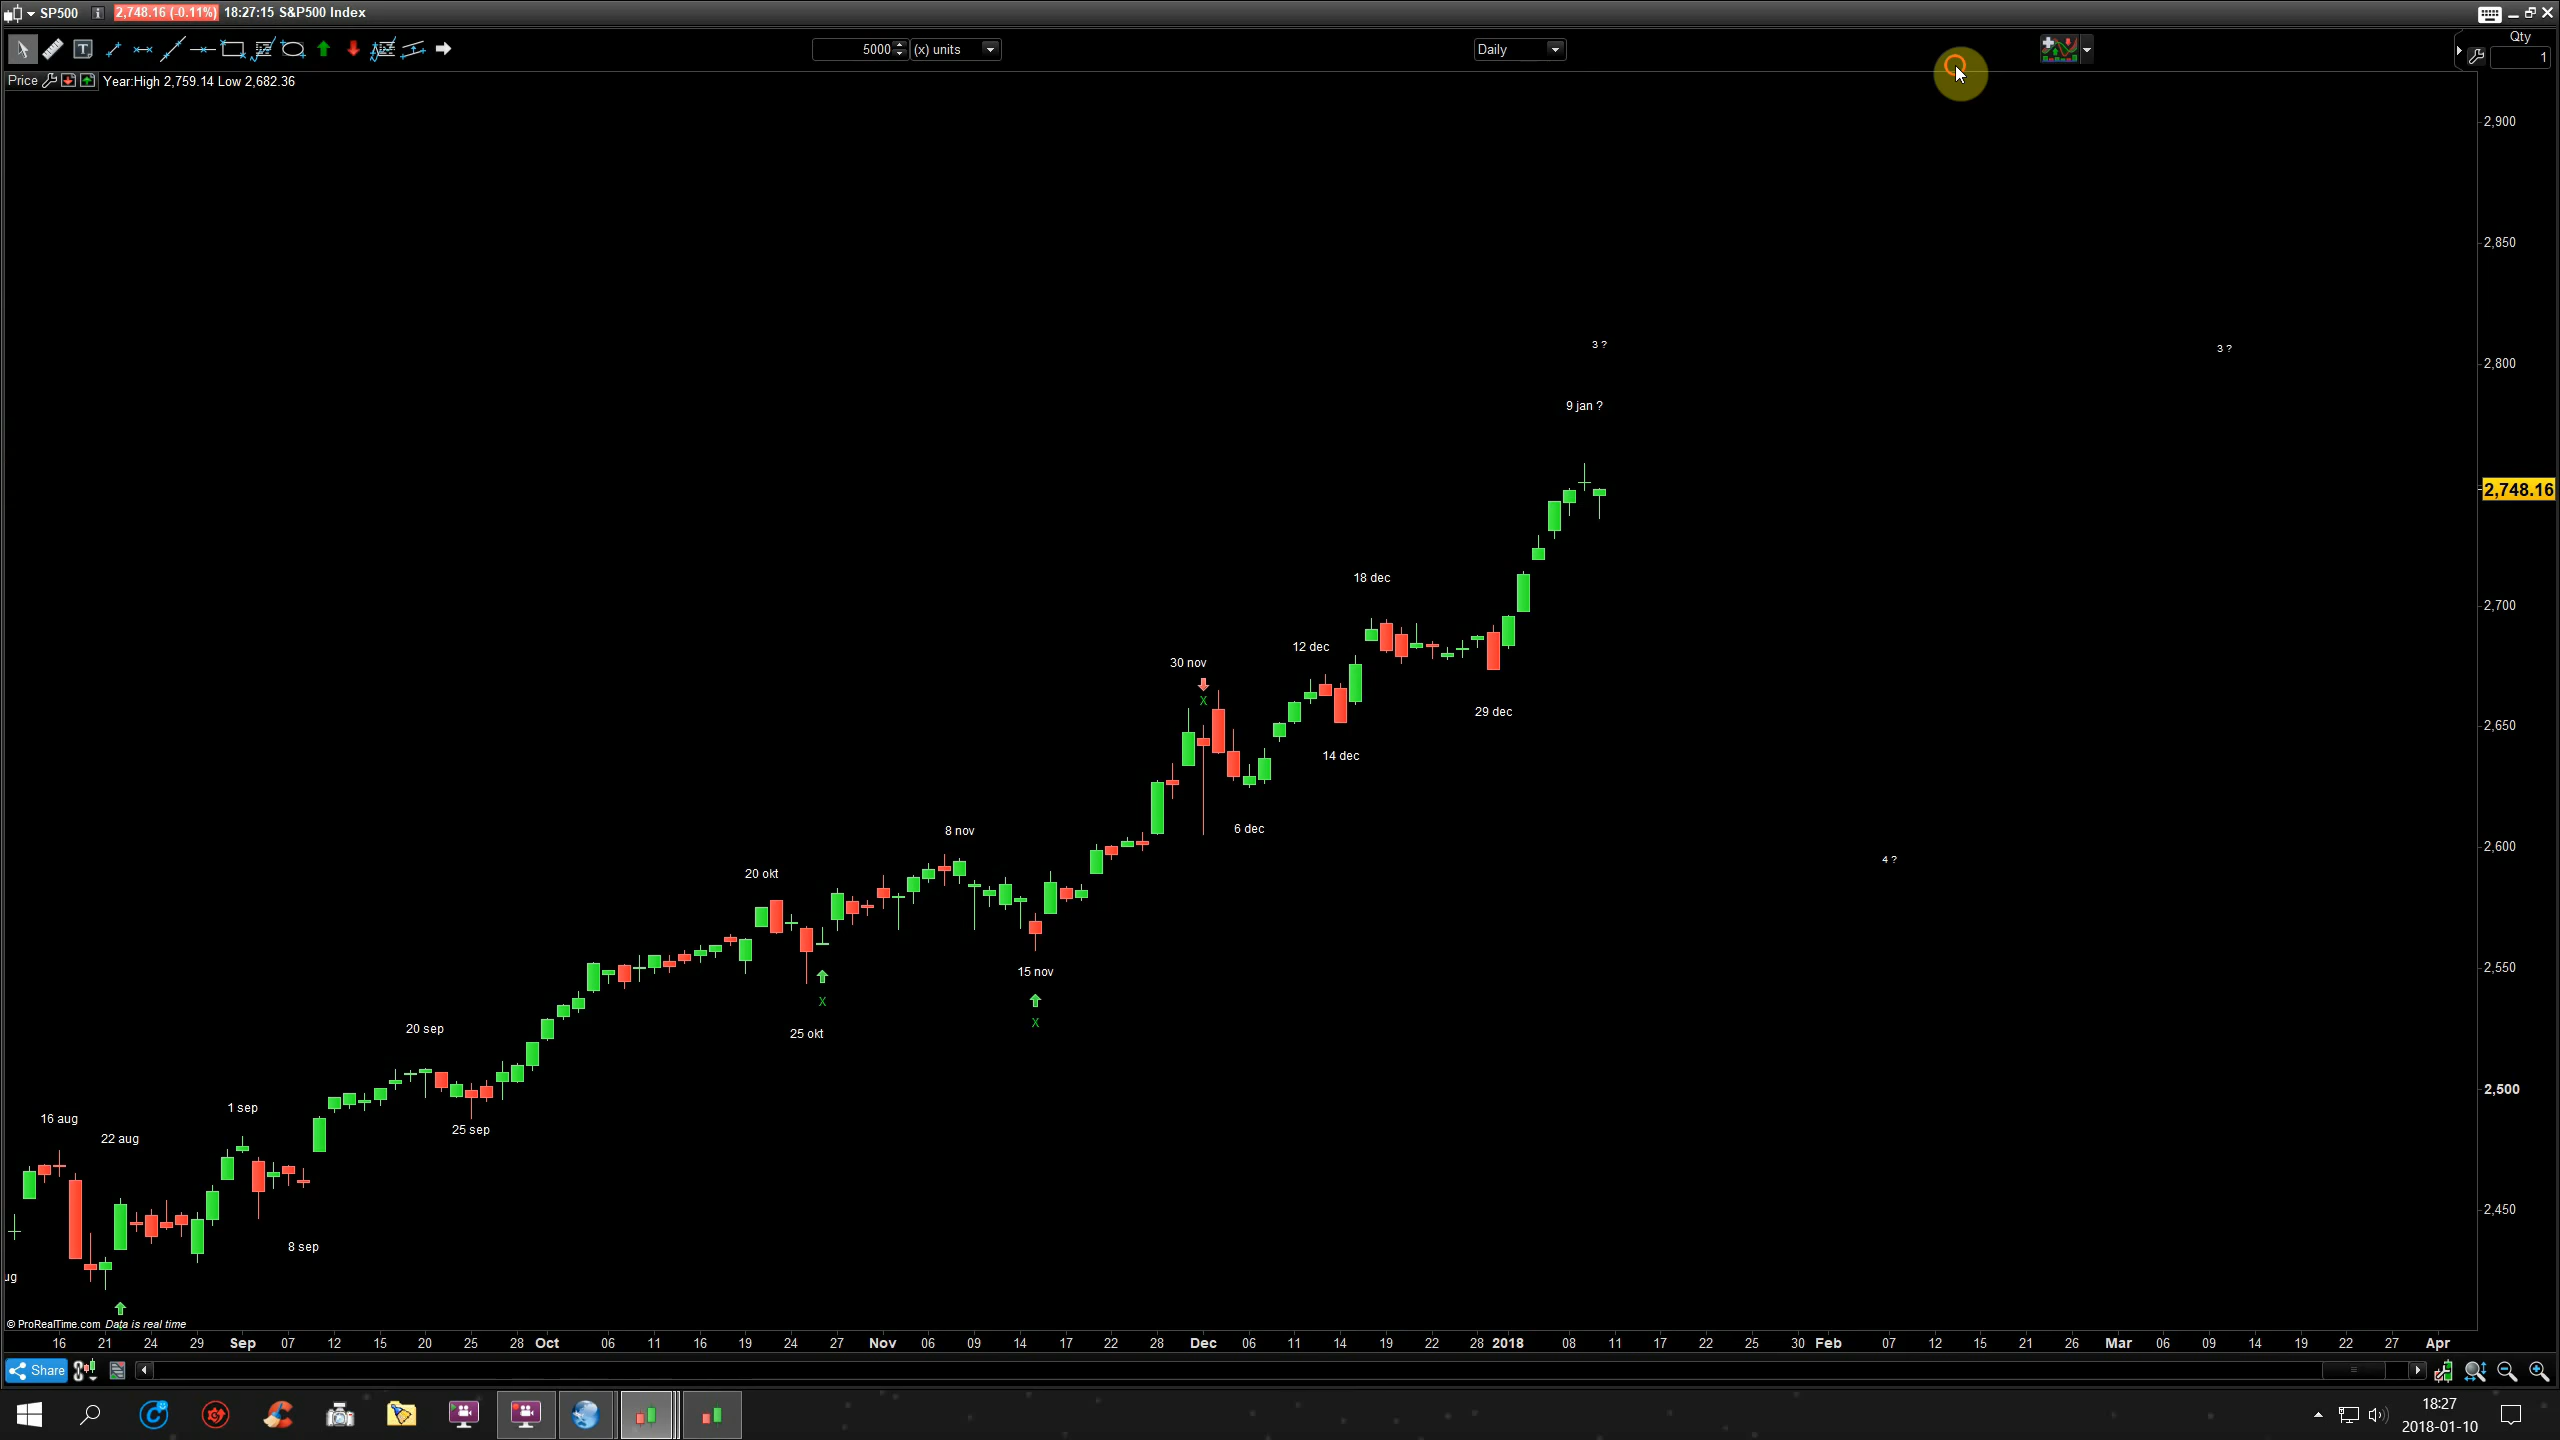 SP500 i 2,748.16 (-0.11%) 18:27:15 S&P500 Index
T 5000 (x) units Daily Qty
1
Price Year:High 2,759.14 Low 2,682.36
2,900
2,850
3 ?
3 ?
2,800
9 jan ?
2,748.16
18 dec
2,700
12 dec
30 nov
X
29 dec
2,650
14 dec
6 dec
8 nov
2,600
4 ?
20 okt
2,550
15 nov
X
X
20 sep
25 okt
2,500
1 sep
16 aug
25 sep
22 aug
2,450
8 sep
ug
© ProRealTime.com Data is real time
16 21 24 29 Sep 07 12 15 20 25 28 Oct 06 11 16 19 24 27 Nov 06 09 14 17 22 28 Dec 06 11 14 19 22 28 2018 08 11 17 22 25 30 Feb 07 12 15 21 26 Mar 06 09 14 19 22 27 Apr
Share
18:27
2018-01-10